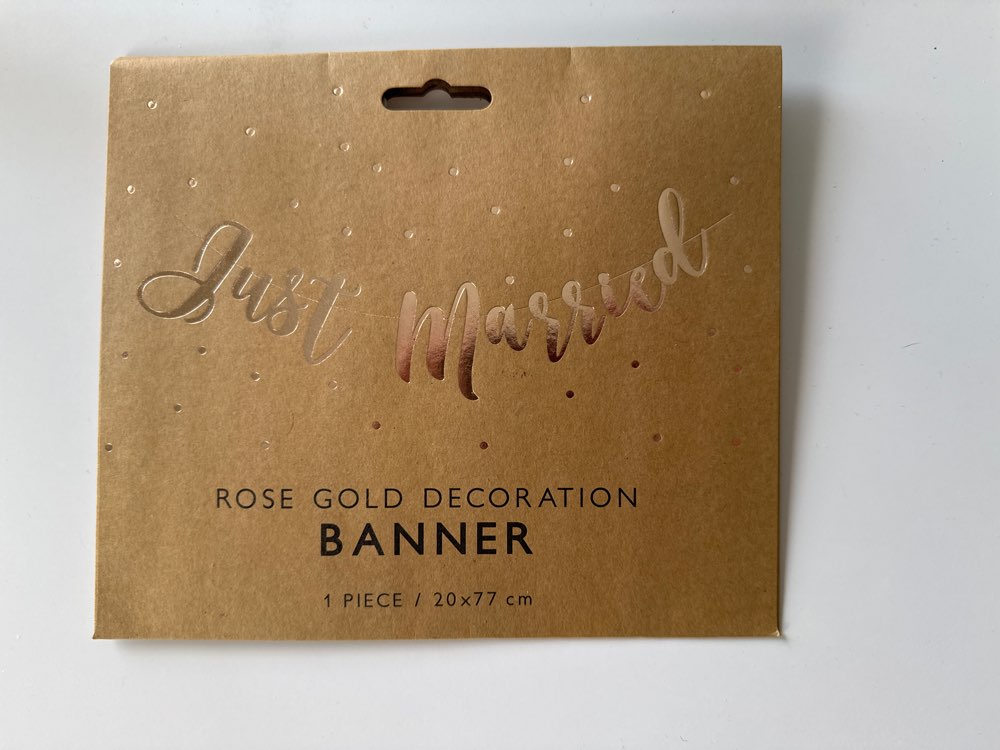 Just Married
ROSE GOLD DECORATION
BANNER
1 PIECE / 20x77 cm